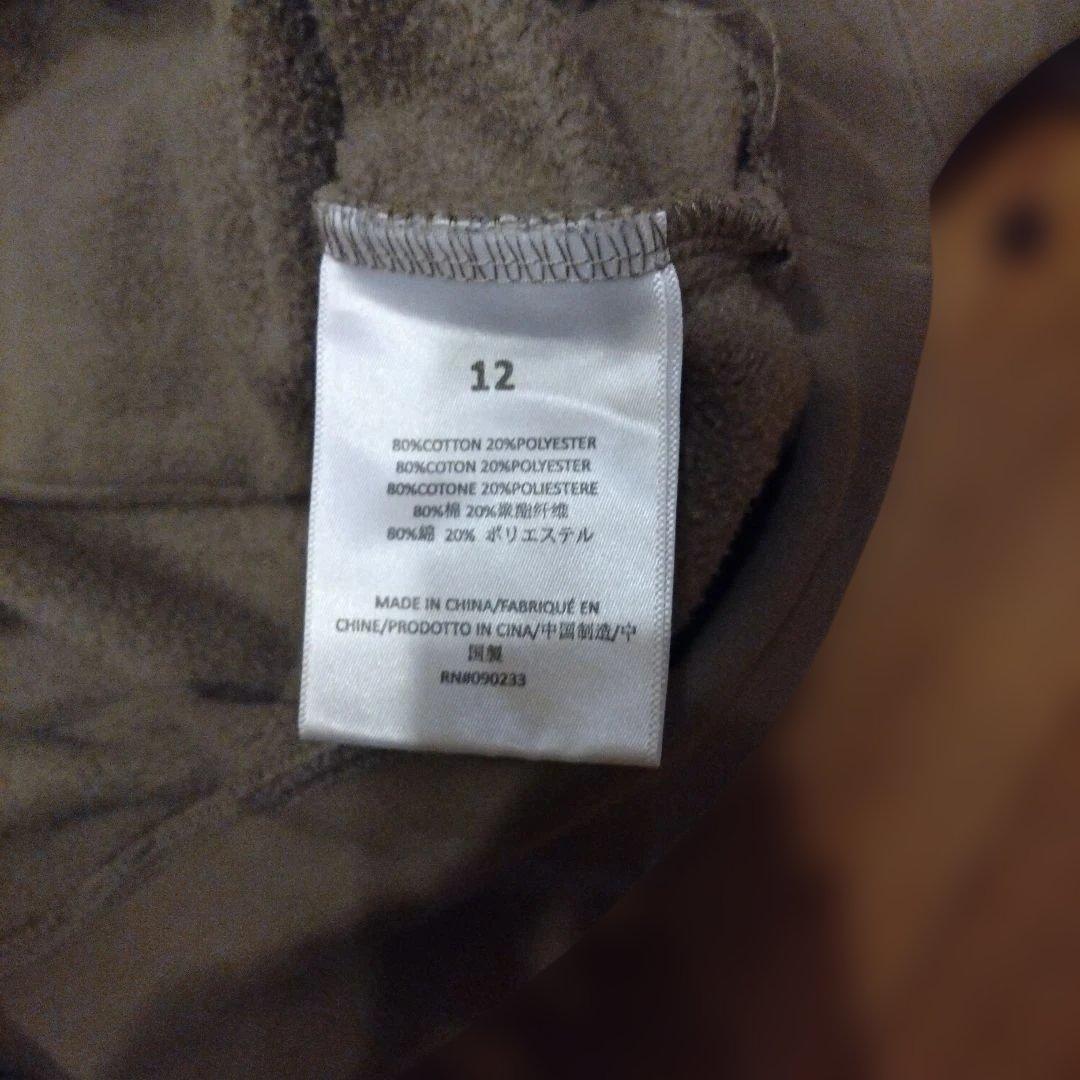 12
80%COTTON 20%POLYESTER
80%COTON 20%POLYESTER
80%COTONE 20%POLIESTERE
80%棉 20%聚酯纤维
80%綿 20% ポリエステル
MADE IN CHINA/FABRIQUÉ EN
CHINE/PRODOTTO IN CINA/中国制造/中
国製
RN#090233